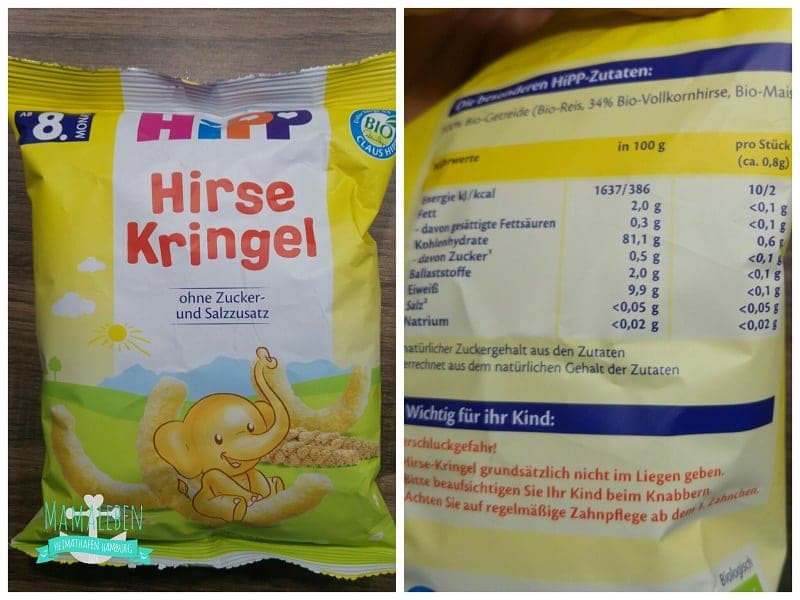 AB
8.
MONAT
HiPP
BIO
CLAUS HIPP
Hirse
Kringel
ohne Zucker-
und Salzzusatz
MAMALEBEN
HEIMATHAFEN HAMBURG
Die besonderen HiPP-Zutaten:
100% Bio-Getreide (Bio-Reis, 34% Bio-Vollkornhirse, Bio-Mais
Nährwerte in 100 g pro Stück
(ca. 0,8g)
Energie kJ/kcal 1637/386 10/2
Fett 2,0 g <0,1 g
- davon gesättigte Fettsäuren 0,3 g <0,1 g
Kohlenhydrate 81,1 g 0,6 g
- davon Zucker¹ 0,5 g <0,1 g
Ballaststoffe 2,0 g <0,1 g
Eiweiß 9,9 g <0,1 g
Salz² <0,05 g <0,05 g
Natrium <0,02 g <0,02 g
natürlicher Zuckergehalt aus den Zutaten
errechnet aus dem natürlichen Gehalt der Zutaten
Wichtig für ihr Kind:
erschluckgefahr!
Hirse-Kringel grundsätzlich nicht im Liegen geben.
Bitte beaufsichtigen Sie Ihr Kind beim Knabbern.
Achten Sie auf regelmäßige Zahnpflege ab dem 1. Zähnchen.
Biologisch